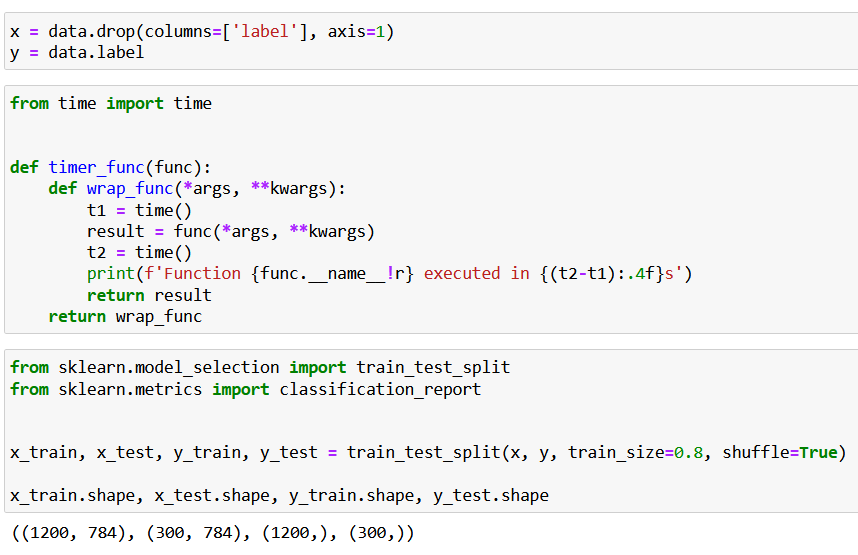 x = data.drop(columns=['label'], axis=1)
y = data.label
from time import time
def timer_func(func):
    def wrap_func(*args, **kwargs):
        t1 = time()
        result = func(*args, **kwargs)
        t2 = time()
        print(f'Function {func.__name__!r} executed in {(t2-t1):.4f}s')
        return result
    return wrap_func
from sklearn.model_selection import train_test_split
from sklearn.metrics import classification_report
x_train, x_test, y_train, y_test = train_test_split(x, y, train_size=0.8, shuffle=True)
x_train.shape, x_test.shape, y_train.shape, y_test.shape
((1200, 784), (300, 784), (1200,), (300,))